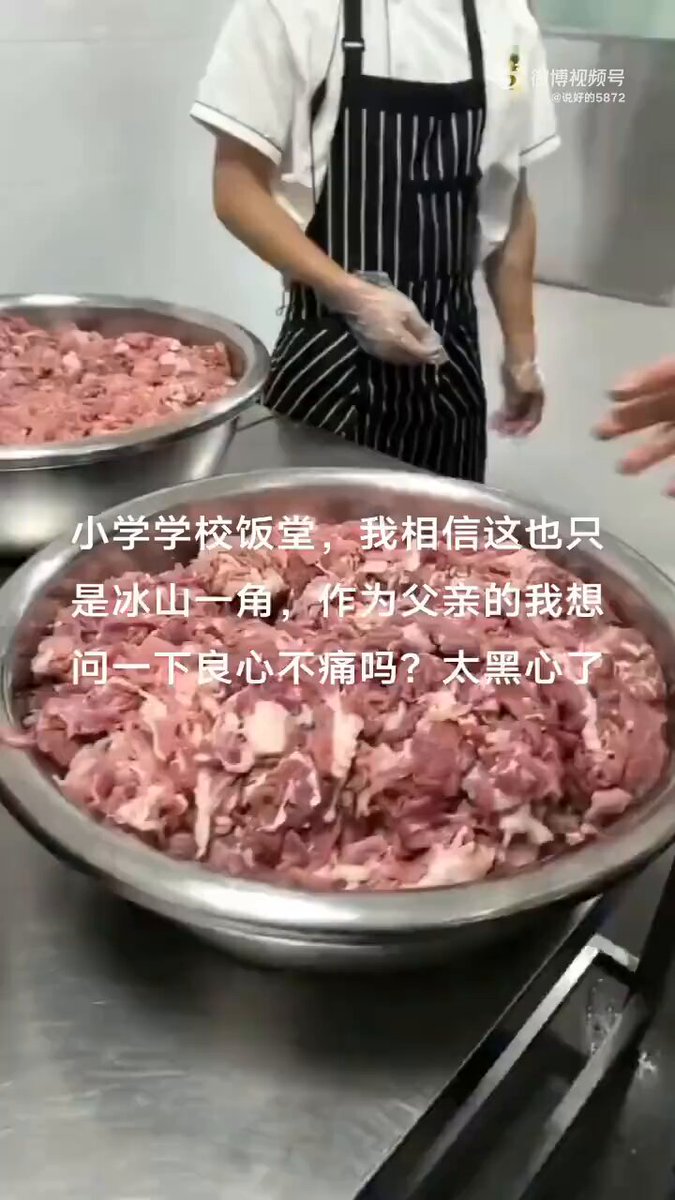 微博视频号
@说好的5872
小学学校饭堂，我相信这也只
是冰山一角，作为父亲的我想
问一下良心不痛吗？太黑心了